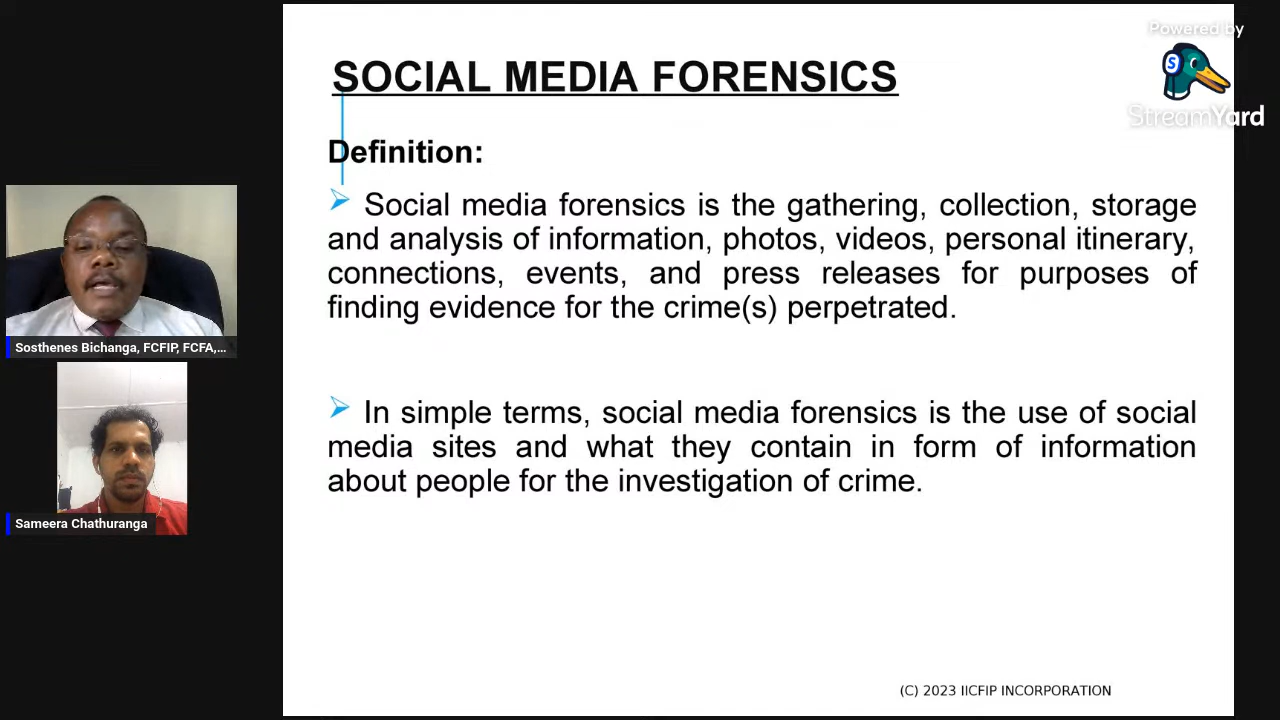 Powered by
StreamYard
SOCIAL MEDIA FORENSICS
Definition:
➢ Social media forensics is the gathering, collection, storage
and analysis of information, photos, videos, personal itinerary,
connections, events, and press releases for purposes of
finding evidence for the crime(s) perpetrated.
➢ In simple terms, social media forensics is the use of social
media sites and what they contain in form of information
about people for the investigation of crime.
(C) 2023 IICFIP INCORPORATION
Sosthenes Bichanga, FCFIP, FCFA,...
Sameera Chathuranga